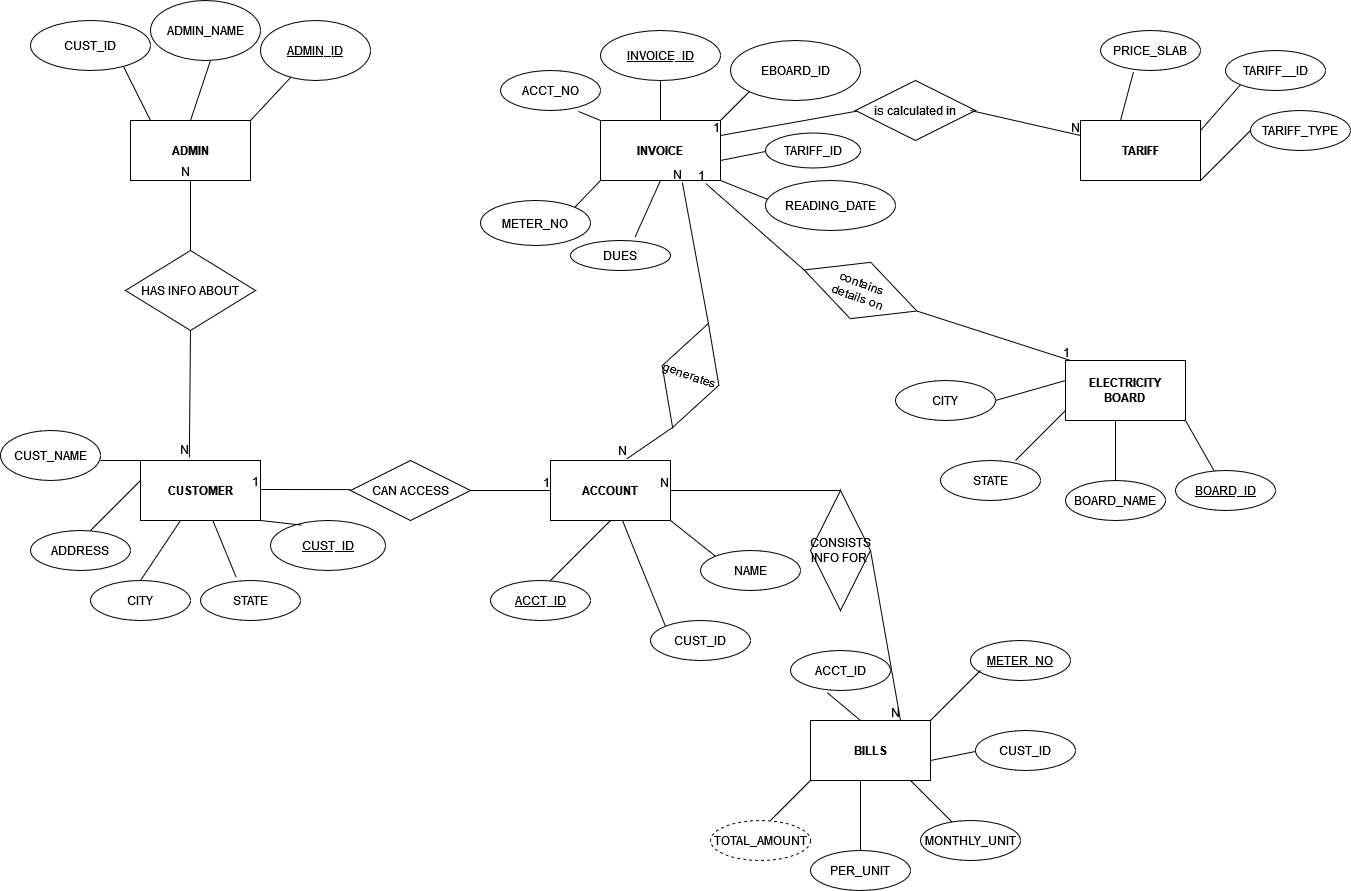 ADMIN_NAME
CUST_ID
ADMIN_ID
ADMIN
N
HAS INFO ABOUT
INVOICE_ID
EBOARD_ID
ACCT_NO
1
INVOICE
TARIFF_ID
N
1
READING_DATE
METER_NO
DUES
is calculated in
PRICE_SLAB
TARIFF__ID
N
TARIFF_TYPE
TARIFF
contains
details on
generates
1
ELECTRICITY
BOARD
CITY
STATE
BOARD_NAME
BOARD_ID
N
CUST_NAME
CUSTOMER
1
ADDRESS
CITY
STATE
CUST_ID
CAN ACCESS
N
1
ACCOUNT
N
ACCT_ID
NAME
CUST_ID
CONSISTS
INFO FOR
ACCT_ID
METER_NO
N
BILLS
CUST_ID
TOTAL_AMOUNT
MONTHLY_UNIT
PER_UNIT